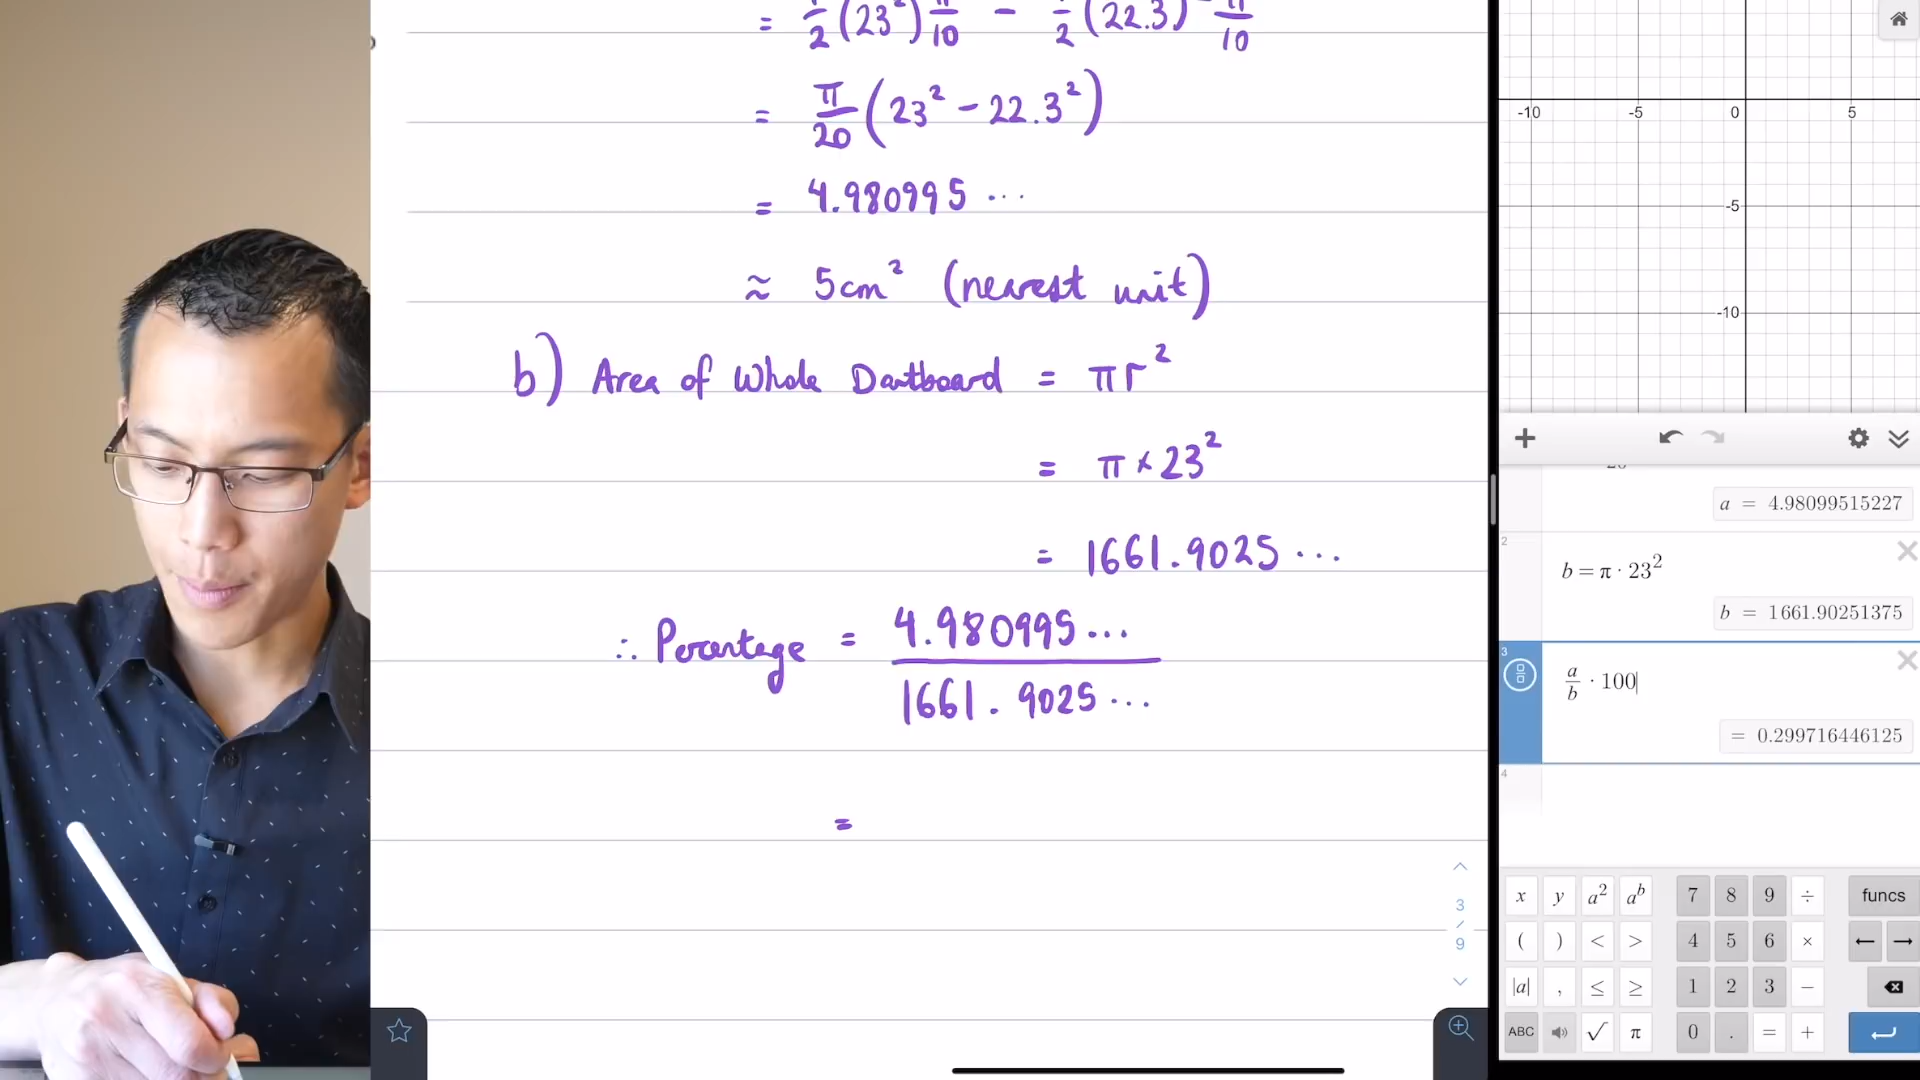 = 1/2 (23²) π/10 − 1/2 (22.3)² π/10
= π/20 (23² − 22.3²)
= 4.980995 ...
≈ 5cm² (nearest unit)
b) Area of Whole Dartboard = πr²
= π × 23²
= 1661.9025 ...
∴ Percentage = 4.980995... / 1661.9025...
=
3
/
9
-10 -5 0 5
-5
-10
a = 4.98099515227
2
b = π · 23²
b = 1661.90251375
3
a/b · 100
= 0.299716446125
4
x y a² aᵇ 7 8 9 ÷ funcs
( ) < > 4 5 6 × ← →
|a| , ≤ ≥ 1 2 3 −
ABC √ π 0 . = +